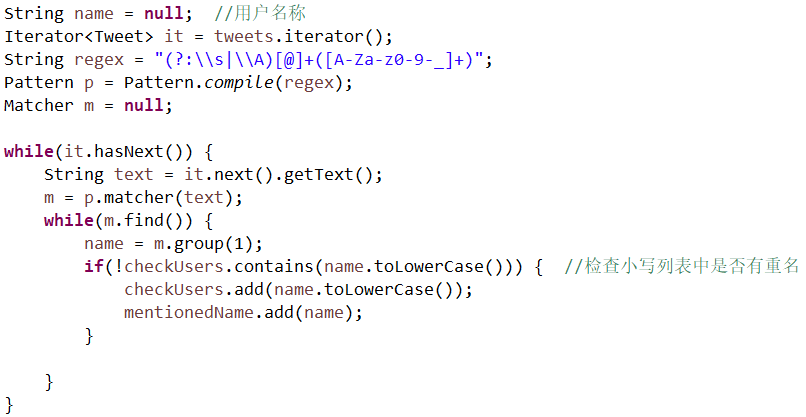 String name = null;  //用户名称
Iterator<Tweet> it = tweets.iterator();
String regex = "(?:\\s|\\A)[@]+([A-Za-z0-9-_]+)";
Pattern p = Pattern.compile(regex);
Matcher m = null;

while(it.hasNext()) {
    String text = it.next().getText();
    m = p.matcher(text);
    while(m.find()) {
        name = m.group(1);
        if(!checkUsers.contains(name.toLowerCase())) {  //检查小写列表中是否有重名
            checkUsers.add(name.toLowerCase());
            mentionedName.add(name);
        }

    }
}